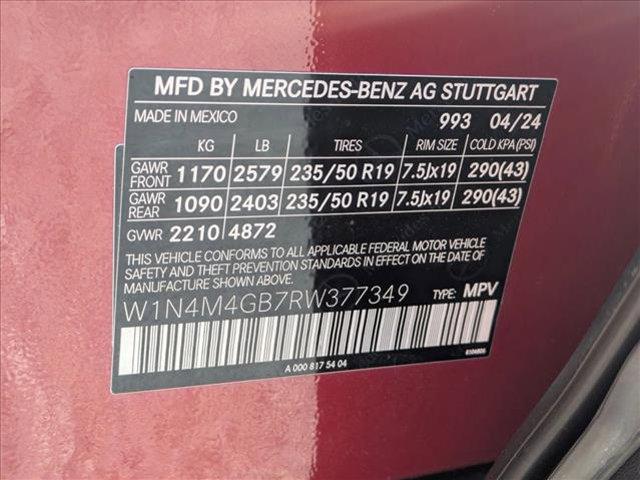 MFD BY MERCEDES-BENZ AG STUTTGART
MADE IN MEXICO 993 04/24
KG LB TIRES RIM SIZE COLD KPA(PSI)
GAWR FRONT 1170 2579 235/50 R19 7.5Jx19 290(43)
GAWR REAR 1090 2403 235/50 R19 7.5Jx19 290(43)
GVWR 2210 4872
THIS VEHICLE CONFORMS TO ALL APPLICABLE FEDERAL MOTOR VEHICLE
SAFETY AND THEFT PREVENTION STANDARDS IN EFFECT ON THE DATE OF
MANUFACTURE SHOWN ABOVE.
W1N4M4GB7RW377349 TYPE: MPV
A 000 817 54 04